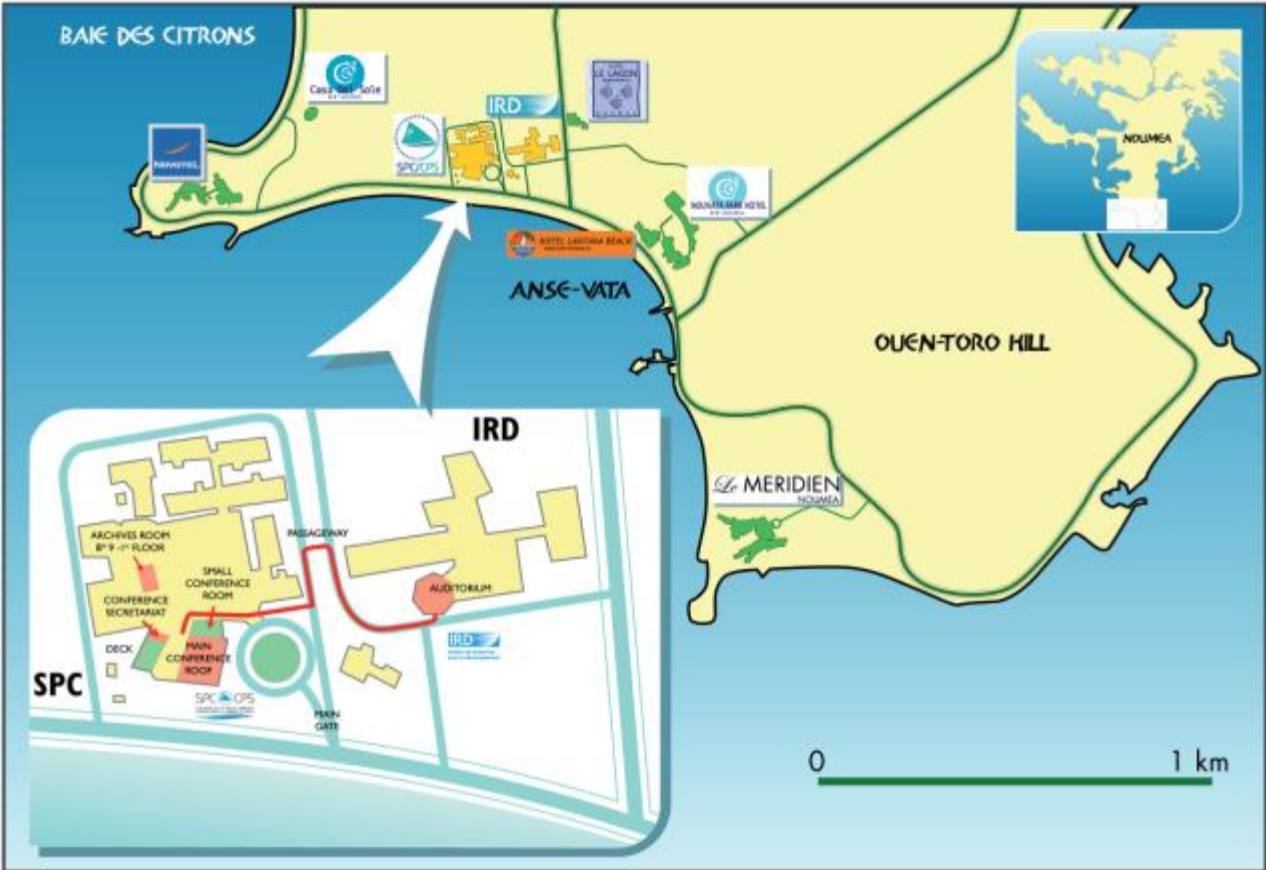 BAIE DES CITRONS
Casa del Sole
NOVOTEL
SPC/CPS
IRD
LE LAGON
NOUMEA
NOUVATA PARK HOTEL
HOTEL LANTANA BEACH
ANSE-VATA
OUEN-TORO HILL
Le MERIDIEN
NOUMEA
IRD
ARCHIVES ROOM
Bᵗ 9 -1ˢᵗ FLOOR
PASSAGEWAY
SMALL
CONFERENCE
ROOM
CONFERENCE
SECRETARIAT
AUDITORIUM
DECK
MAIN
CONFERENCE
ROOF
IRD
SPC
SPC CPS
MAIN
GATE
0
1 km